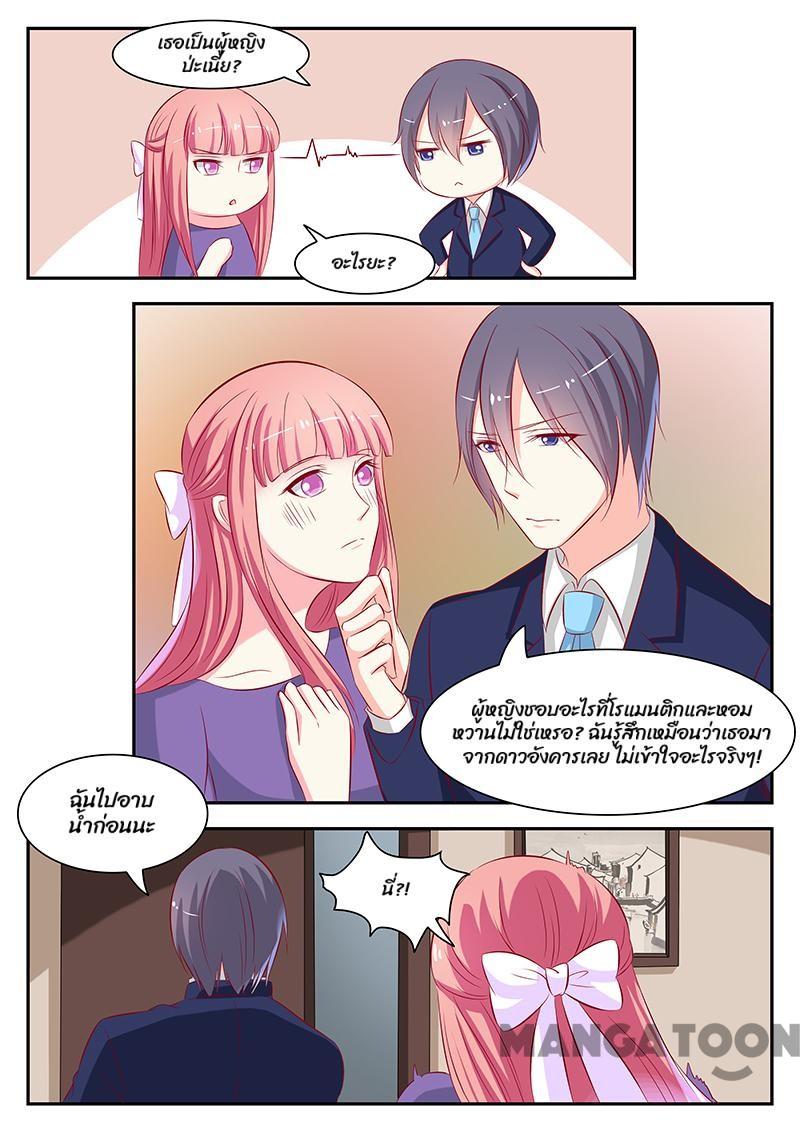 เธอเป็นผู้หญิง
ป่ะเนี่ย?
อะไรยะ?
ผู้หญิงชอบอะไรที่โรแมนติกและหอม
หวานไม่ใช่เหรอ? ฉันรู้สึกเหมือนว่าเธอมา
จากดาวอังคารเลย ไม่เข้าใจอะไรจริงๆ!
ฉันไปอาบ
น้ำก่อนนะ
นี่?!
MANGATOON